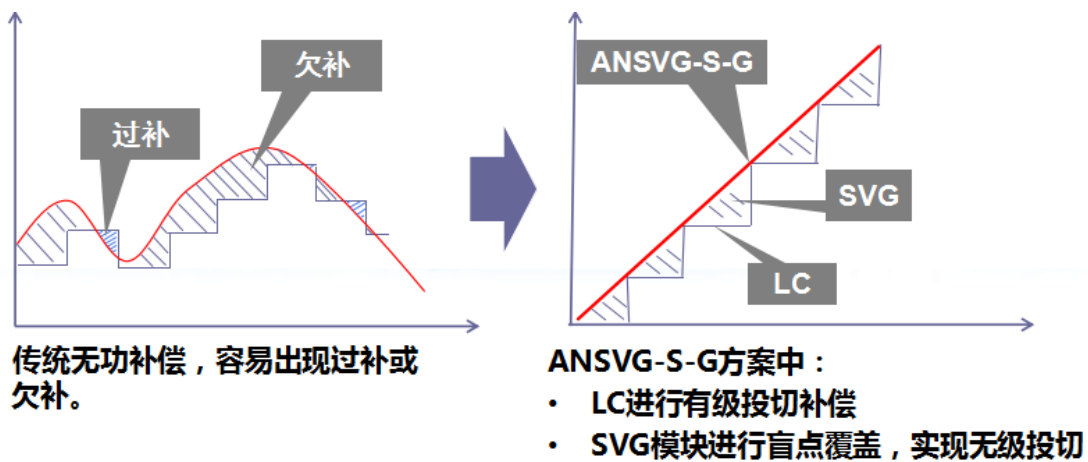 欠补
过补
传统无功补偿，容易出现过补或
欠补。
ANSVG-S-G
SVG
LC
ANSVG-S-G方案中：
• LC进行有级投切补偿
• SVG模块进行盲点覆盖，实现无级投切